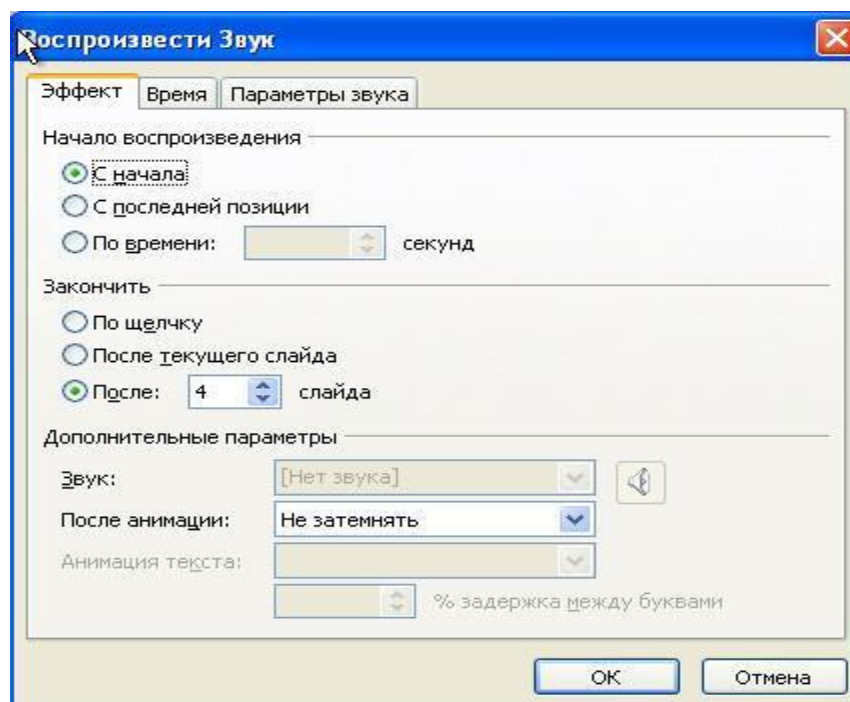 Воспроизвести Звук
Эффект Время Параметры звука
Начало воспроизведения
С начала
С последней позиции
По времени: секунд
Закончить
По щелчку
После текущего слайда
После: 4 слайда
Дополнительные параметры
Звук: [Нет звука]
После анимации: Не затемнять
Анимация текста:
% задержка между буквами
ОК Отмена